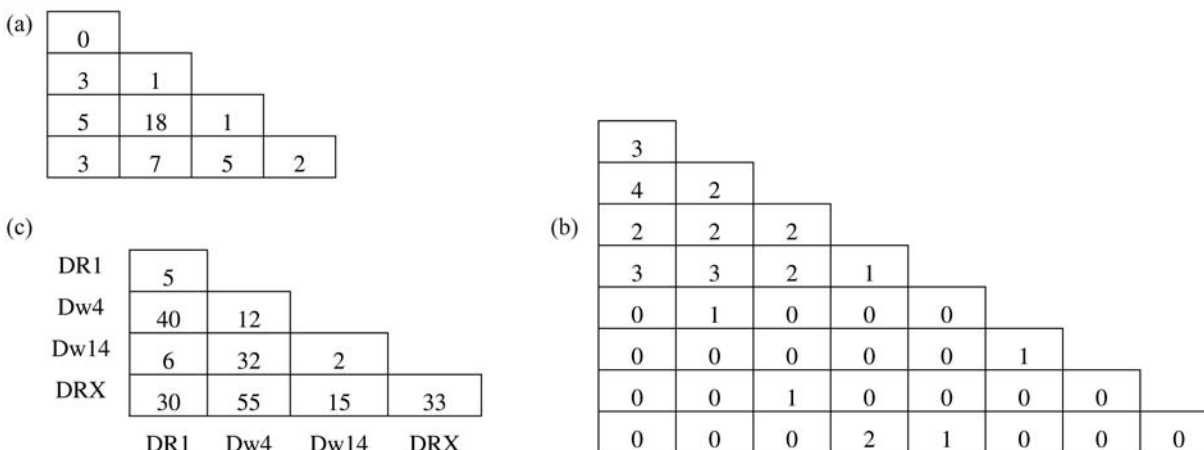 (a)
0
3 1
5 18 1
3 7 5 2
(c)
DR1 5
Dw4 40 12
Dw14 6 32 2
DRX 30 55 15 33
DR1 Dw4 Dw14 DRX
(b)
3
4 2
2 2 2
3 3 2 1
0 1 0 0 0
0 0 0 0 0 1
0 0 1 0 0 0 0
0 0 0 2 1 0 0 0